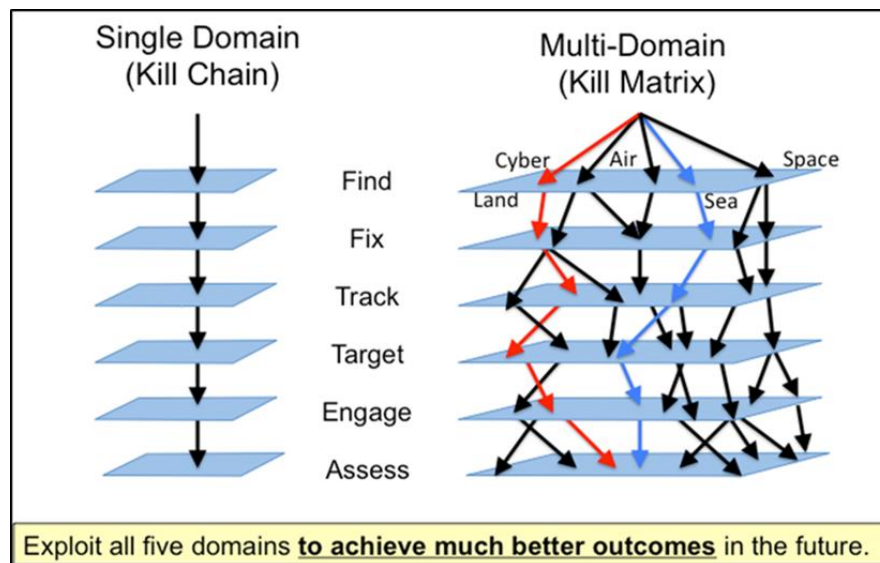 Single Domain
(Kill Chain)
Multi-Domain
(Kill Matrix)
Cyber
Air
Space
Find
Land
Sea
Fix
Track
Target
Engage
Assess
Exploit all five domains to achieve much better outcomes in the future.